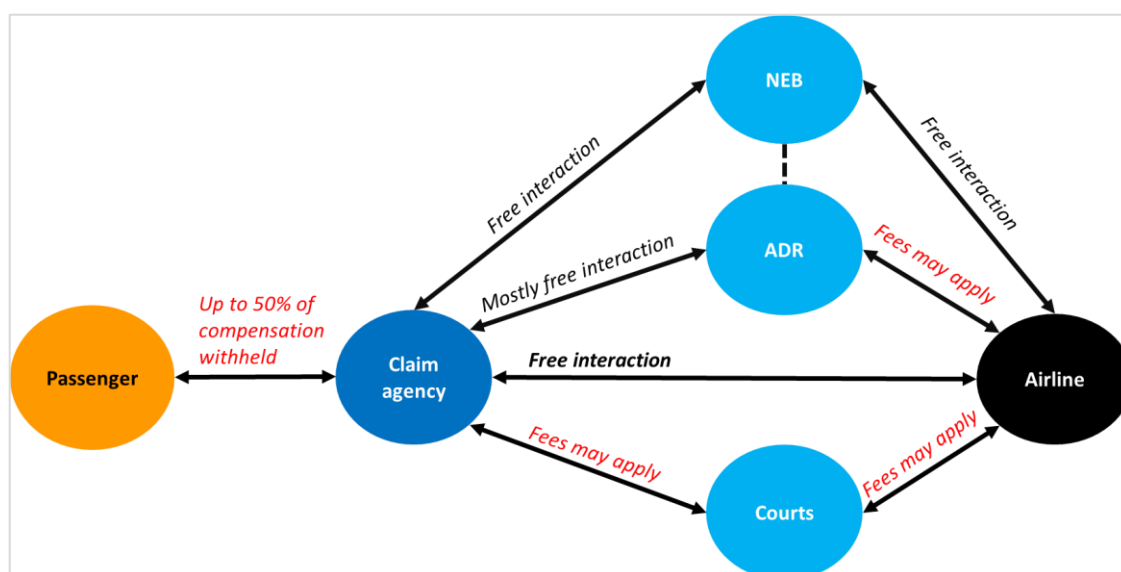 NEB
Free interaction
Free interaction
ADR
Mostly free interaction
Fees may apply
Up to 50% of
compensation
withheld
Passenger
Claim
agency
Free interaction
Airline
Fees may apply
Fees may apply
Courts